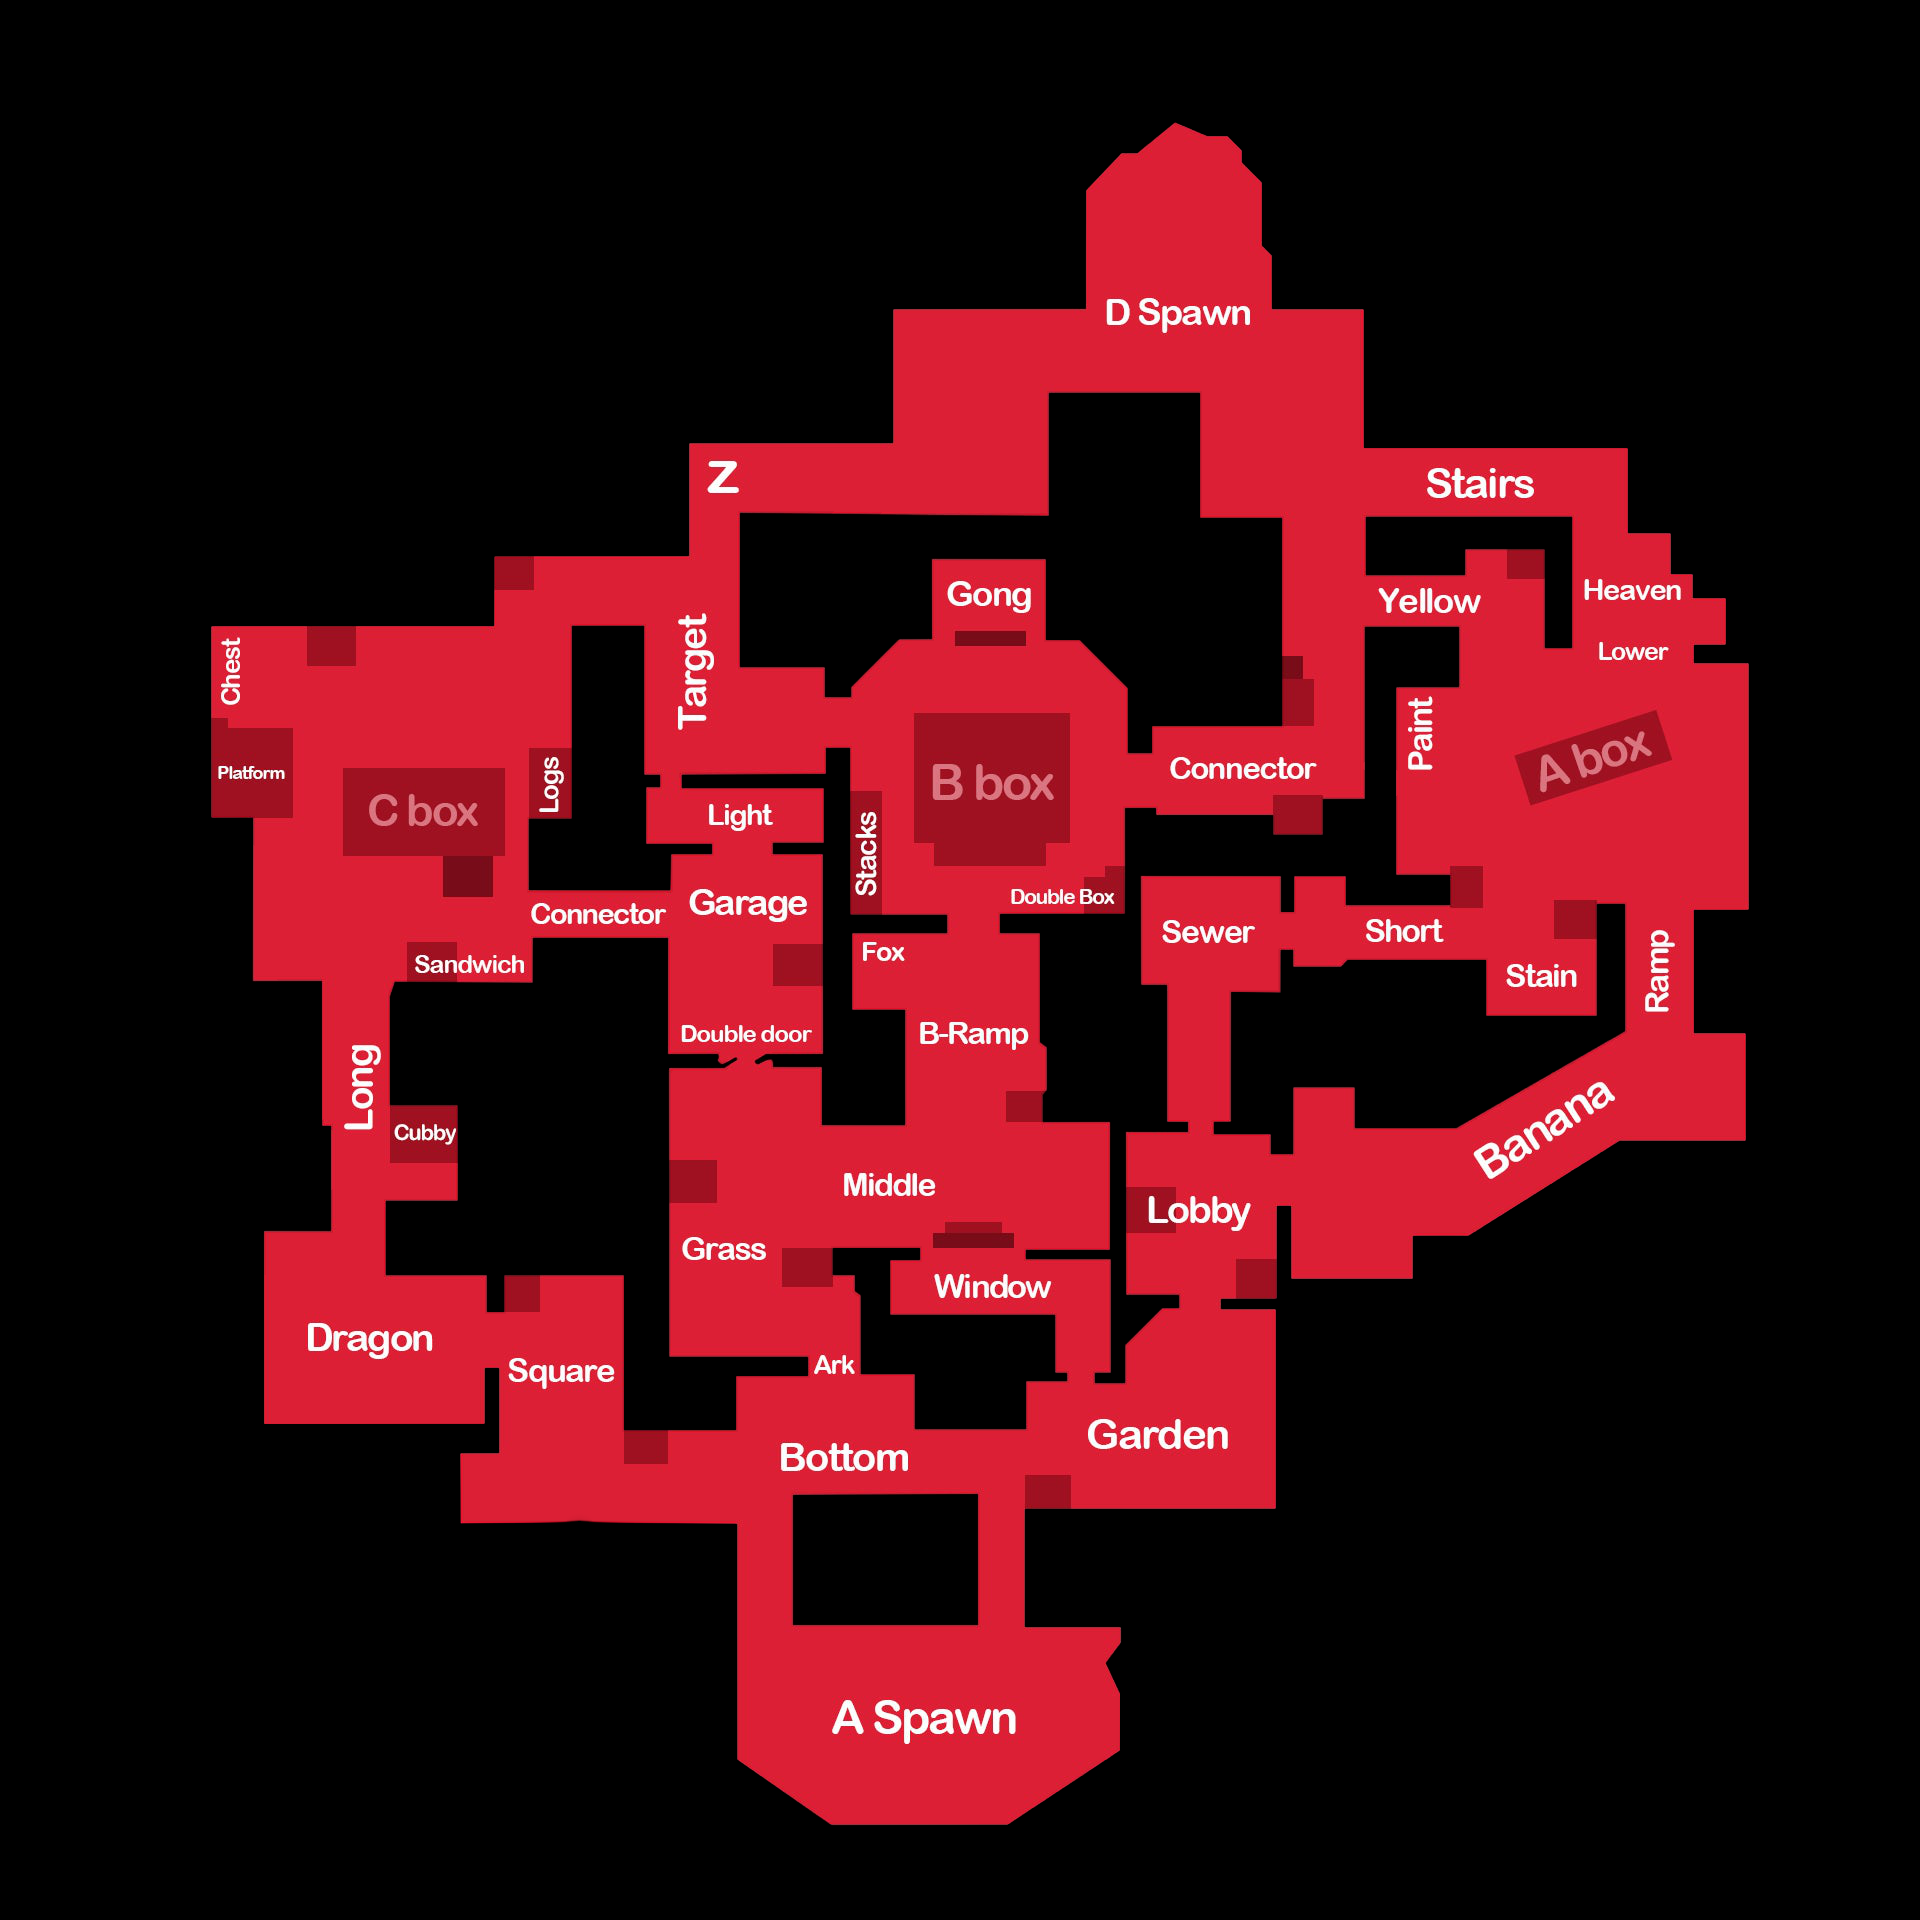 D Spawn
Z
Stairs
Gong
Heaven
Yellow
Chest
Target
Lower
Paint
A box
Platform
Logs
C box
B box
Connector
Light
Stacks
Garage
Double Box
Connector
Sewer
Short
Fox
Sandwich
Stain
Ramp
Double door
B-Ramp
Long
Cubby
Banana
Middle
Lobby
Grass
Window
Dragon
Ark
Square
Garden
Bottom
A Spawn